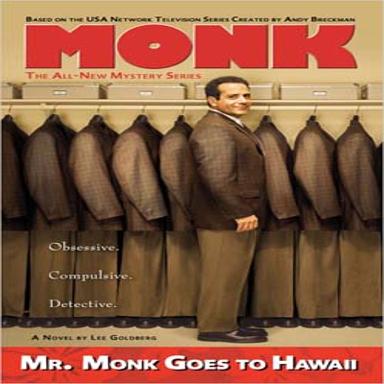 BASED ON THE USA NETWORK TELEVISION SERIES CREATED BY ANDY BRECKMAN
MONK
THE ALL-NEW MYSTERY SERIES
Obsessive.
Compulsive.
Detective.
A NOVEL BY LEE GOLDBERG
MR. MONK GOES TO HAWAII